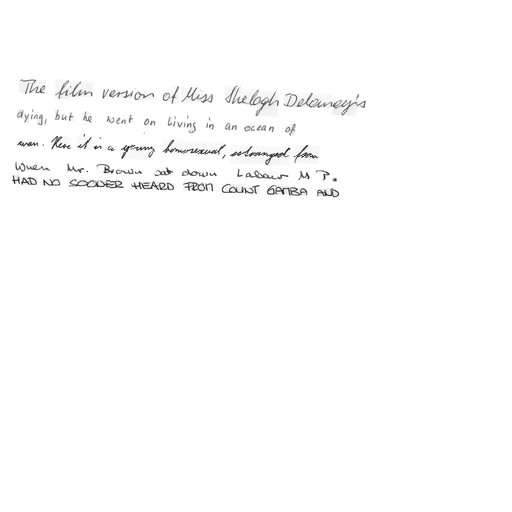 The film version of Miss Shelagh Delaney's
dying, but he went on living in an ocean of
men. Here it is a young homosexual, estranged from
When Mr. Brown sat down Labour M P.
HAD NO SOONER HEARD FROM COUNT GAMBA AND